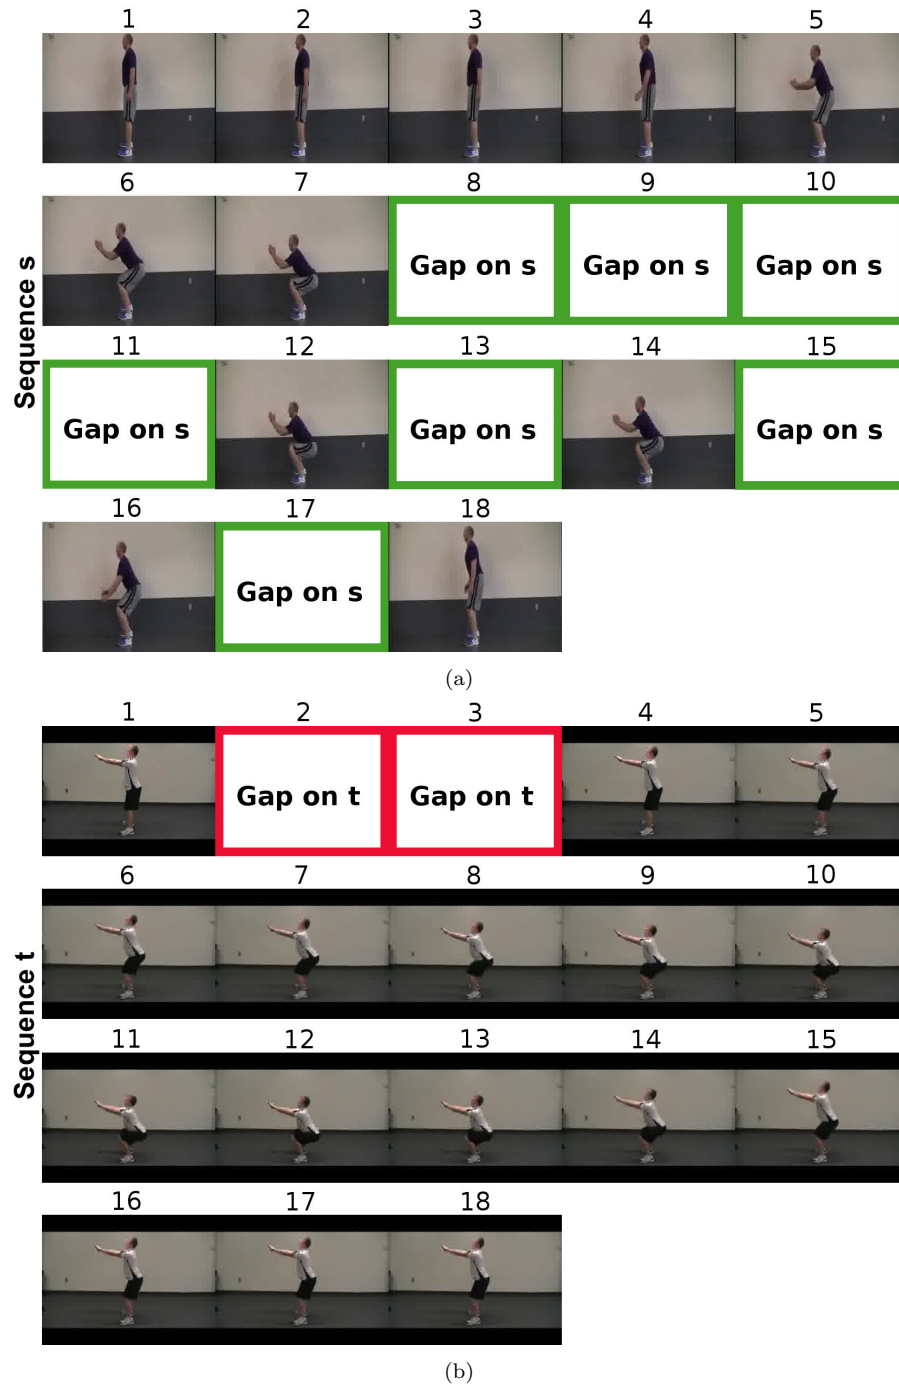 1 2 3 4 5
6 7 8 9 10
Gap on s Gap on s Gap on s
Sequence s
11 12 13 14 15
Gap on s Gap on s Gap on s
16 17 18
Gap on s
(a)
1 2 3 4 5
Gap on t Gap on t
6 7 8 9 10
Sequence t
11 12 13 14 15
16 17 18
(b)